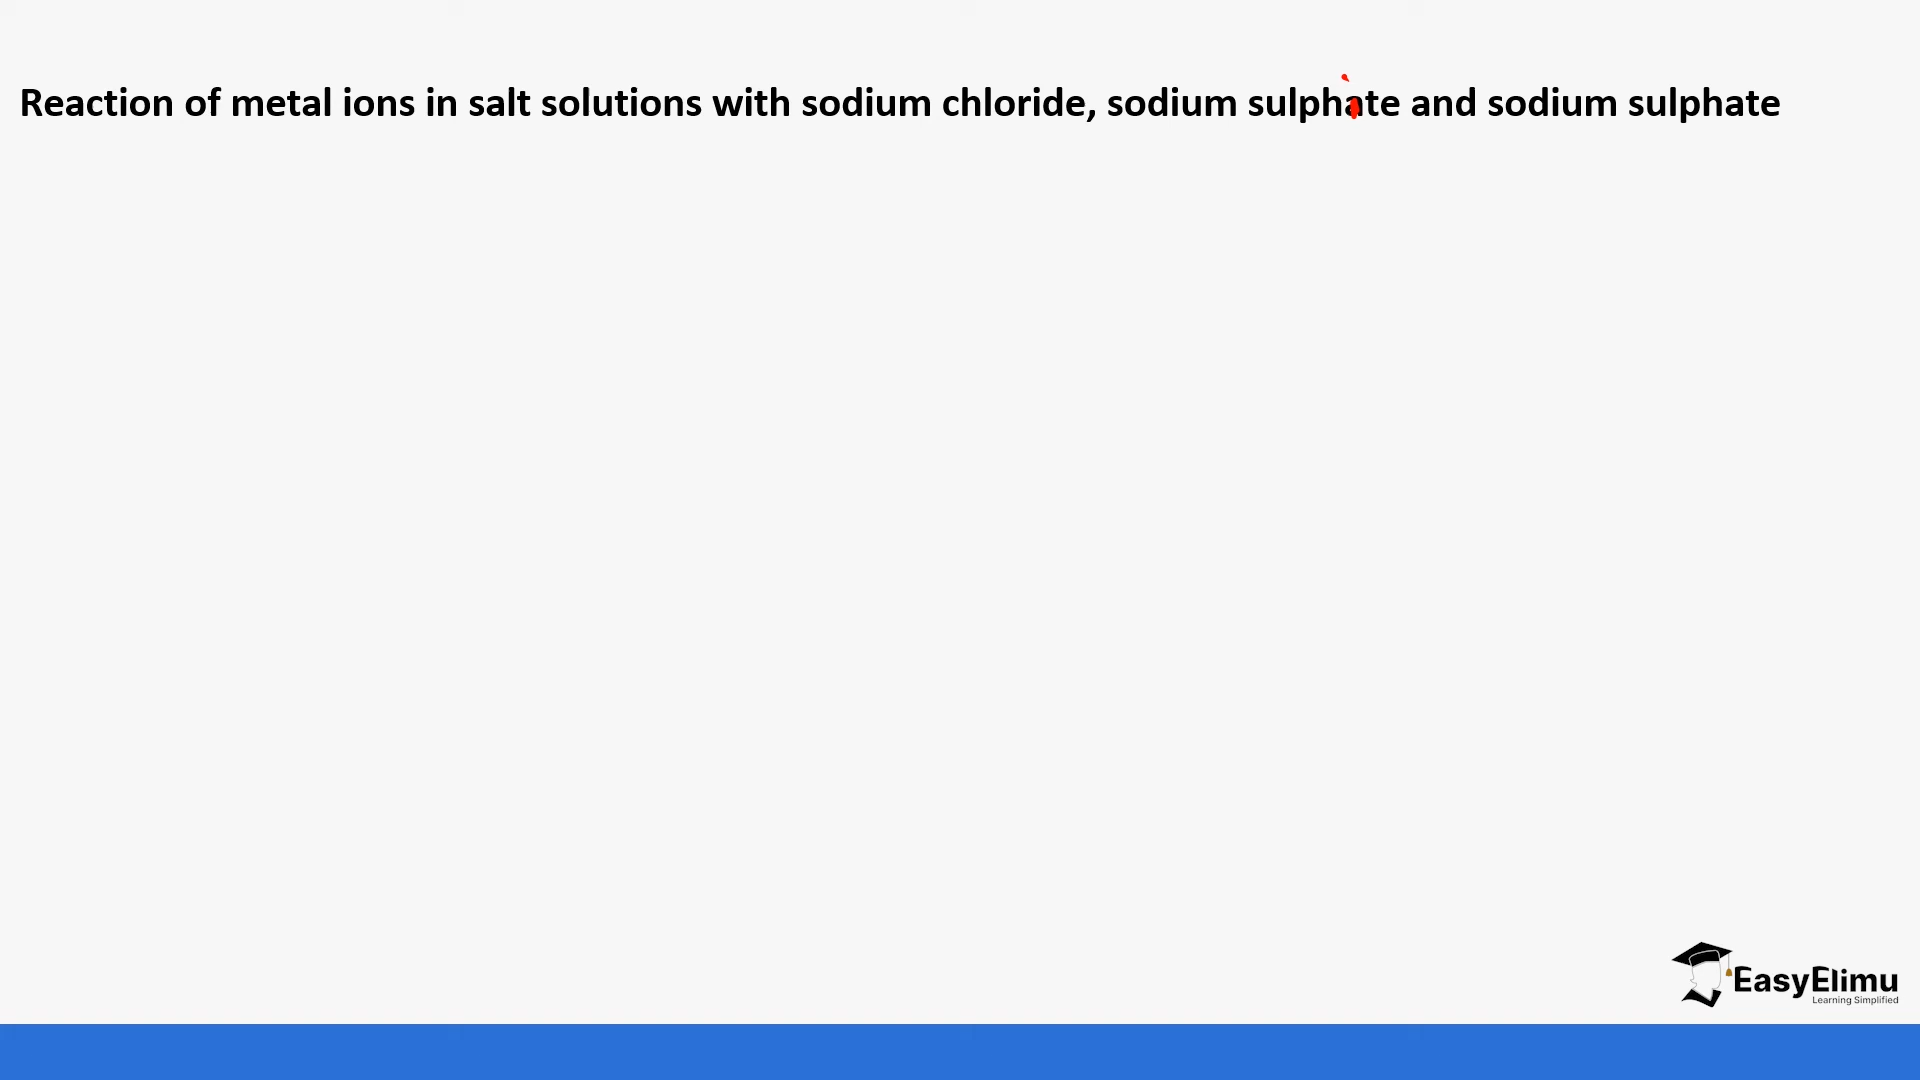 Reaction of metal ions in salt solutions with sodium chloride, sodium sulphate and sodium sulphate
EasyElimu
Learning Simplified